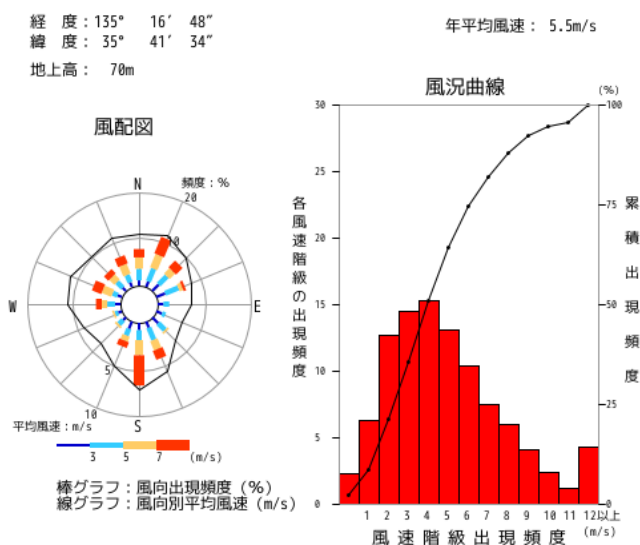 経 度：135° 16′ 48″
緯 度： 35° 41′ 34″
地上高： 70m
年平均風速： 5.5m/s
風配図
頻度：%
N
20
10
W
E
5
10
S
平均風速：m/s
3 5 7 (m/s)
棒グラフ：風向出現頻度（%）
線グラフ：風向別平均風速（m/s）
風況曲線
(%)
30
25
20
15
10
5
0
各風速階級の出現頻度
100
75
50
25
0
累積出現頻度
1 2 3 4 5 6 7 8 9 10 11 12以上
(m/s)
風速階級出現頻度